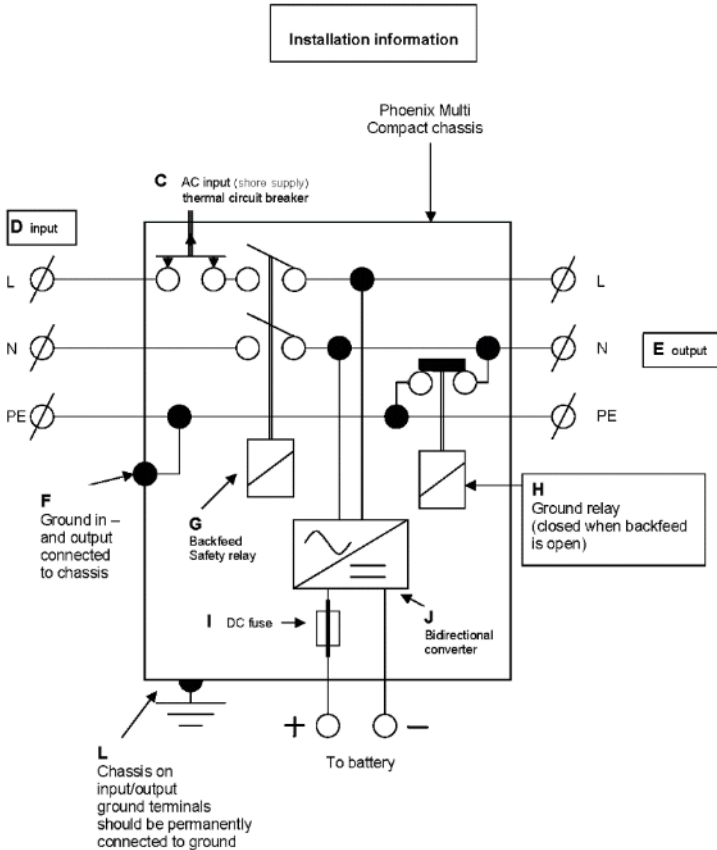 Installation information
Phoenix Multi
Compact chassis
C AC input (shore supply)
thermal circuit breaker
D input
L
L
N
N
E output
PE
PE
F
Ground in –
and output
connected
to chassis
G
Backfeed
Safety relay
H
Ground relay
(closed when backfeed
is open)
I DC fuse
J
Bidirectional
converter
+
–
To battery
L
Chassis on
input/output
ground terminals
should be permanently
connected to ground